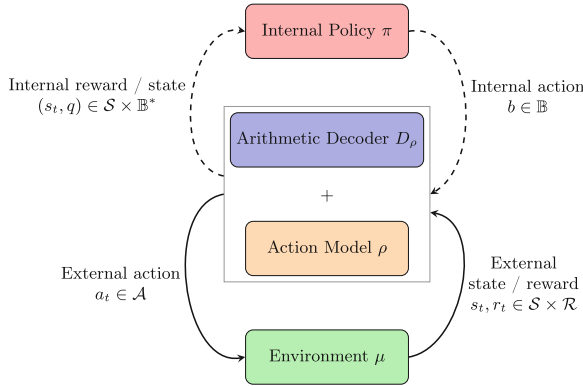 Internal Policy π
Internal reward / state
(s_t, q) ∈ 𝒮 × 𝔹*
Internal action
b ∈ 𝔹
Arithmetic Decoder D_ρ
+
Action Model ρ
External action
a_t ∈ 𝒜
External
state / reward
s_t, r_t ∈ 𝒮 × ℛ
Environment μ